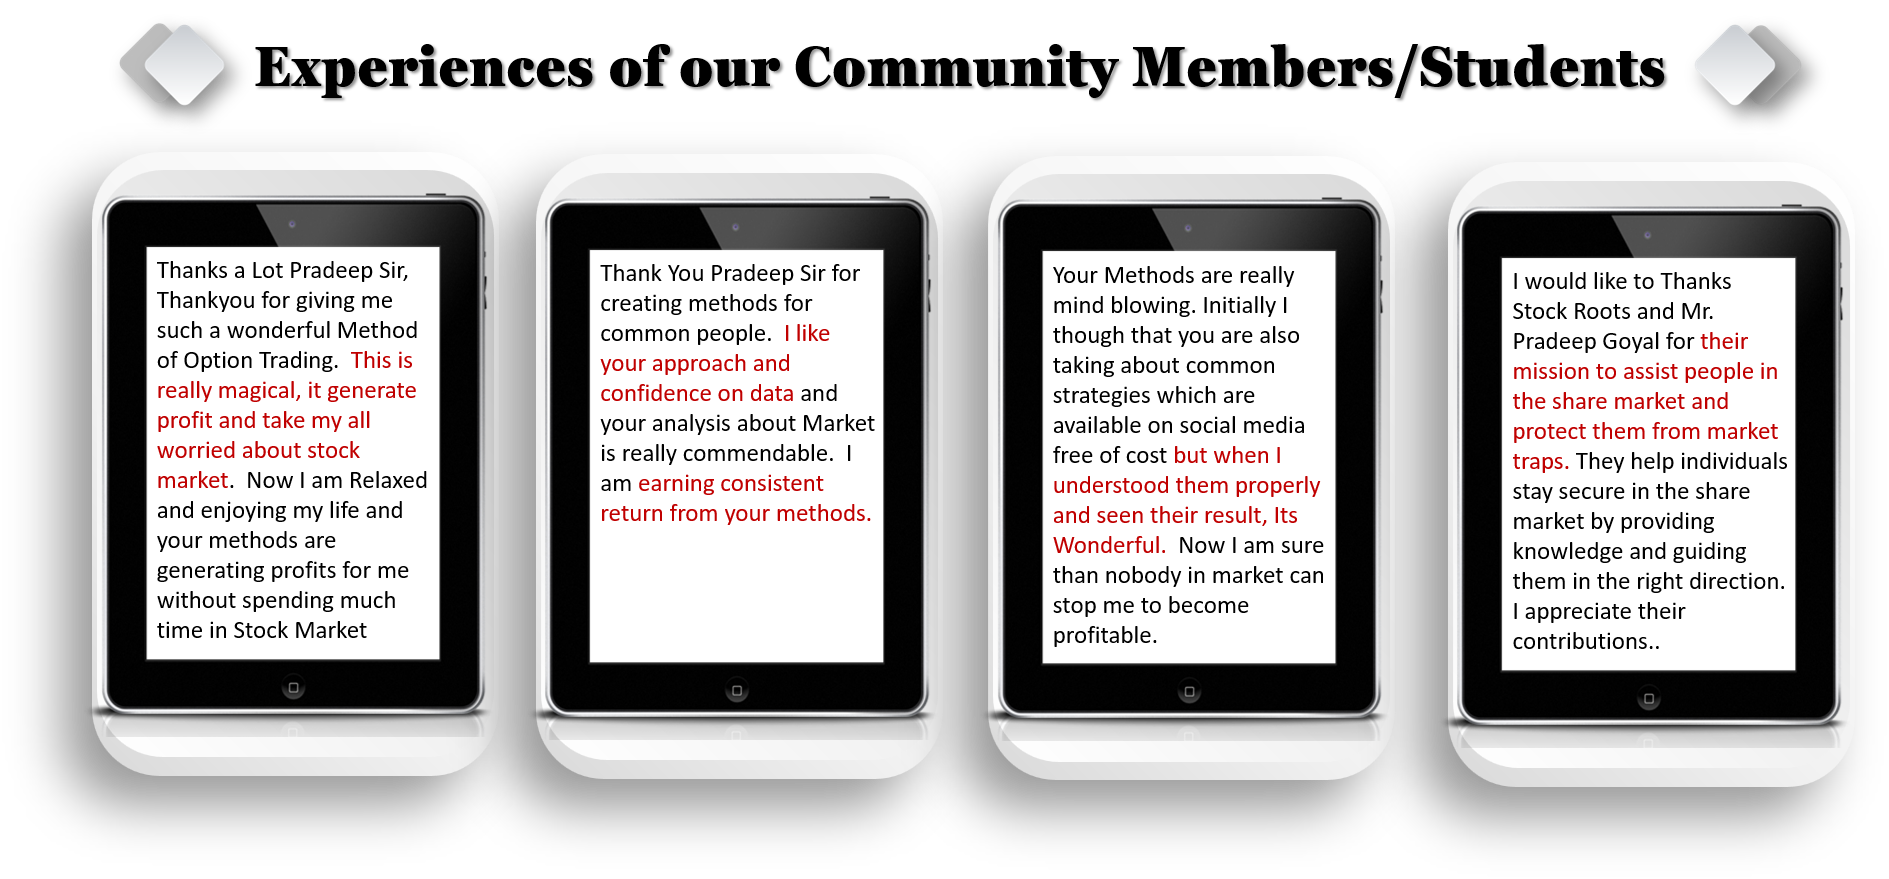 Experiences of our Community Members/Students
Thanks a Lot Pradeep Sir,
Thankyou for giving me
such a wonderful Method
of Option Trading.  This is
really magical, it generate
profit and take my all
worried about stock
market.  Now I am Relaxed
and enjoying my life and
your methods are
generating profits for me
without spending much
time in Stock Market
Thank You Pradeep Sir for
creating methods for
common people.  I like
your approach and
confidence on data and
your analysis about Market
is really commendable.  I
am earning consistent
return from your methods.
Your Methods are really
mind blowing. Initially I
though that you are also
taking about common
strategies which are
available on social media
free of cost but when I
understood them properly
and seen their result, Its
Wonderful.  Now I am sure
than nobody in market can
stop me to become
profitable.
I would like to Thanks
Stock Roots and Mr.
Pradeep Goyal for their
mission to assist people in
the share market and
protect them from market
traps. They help individuals
stay secure in the share
market by providing
knowledge and guiding
them in the right direction.
I appreciate their
contributions..